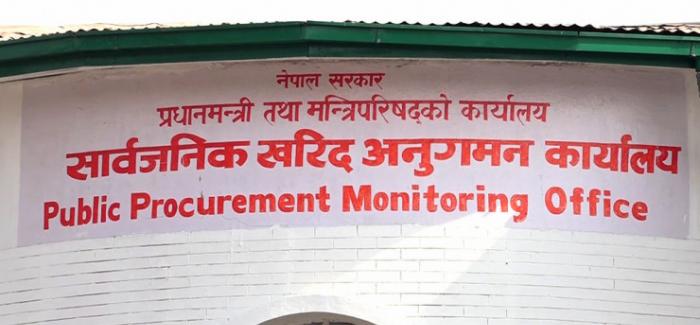 नेपाल सरकार
प्रधानमन्त्री तथा मन्त्रिपरिषद्को कार्यालय
सार्वजनिक खरिद अनुगमन कार्यालय
Public Procurement Monitoring Office